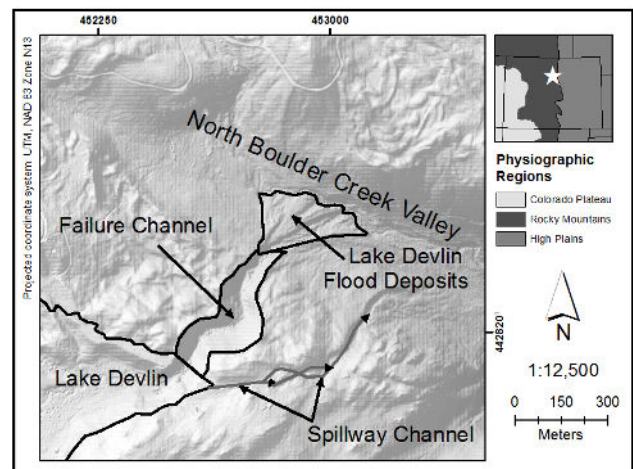 452250
453000
Projected coordinate system UTM, NAD 83 Zone N13
North Boulder Creek Valley
Failure Channel
Lake Devlin
Flood Deposits
Lake Devlin
Spillway Channel
442820
Physiographic
Regions
Colorado Plateau
Rocky Mountains
High Plains
N
1:12,500
0 150 300
Meters